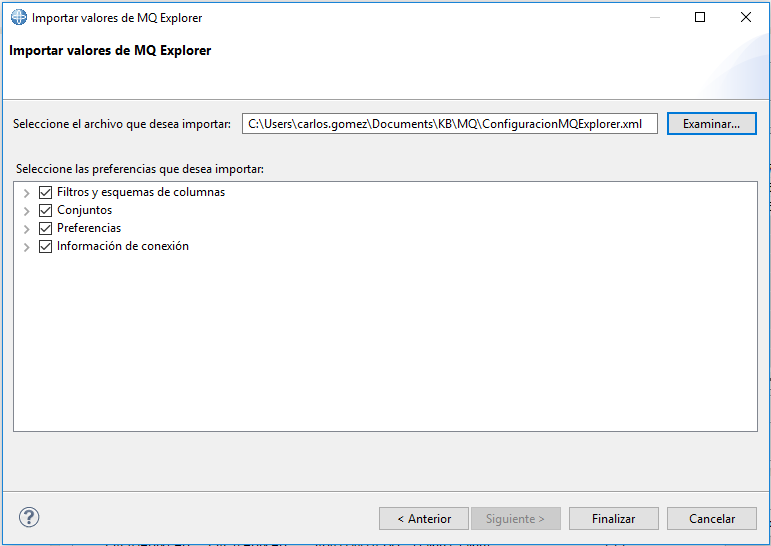 Importar valores de MQ Explorer
Importar valores de MQ Explorer
Seleccione el archivo que desea importar: C:\Users\carlos.gomez\Documents\KB\MQ\ConfiguracionMQExplorer.xml Examinar...
Seleccione las preferencias que desea importar:
Filtros y esquemas de columnas
Conjuntos
Preferencias
Información de conexión
? < Anterior Siguiente > Finalizar Cancelar